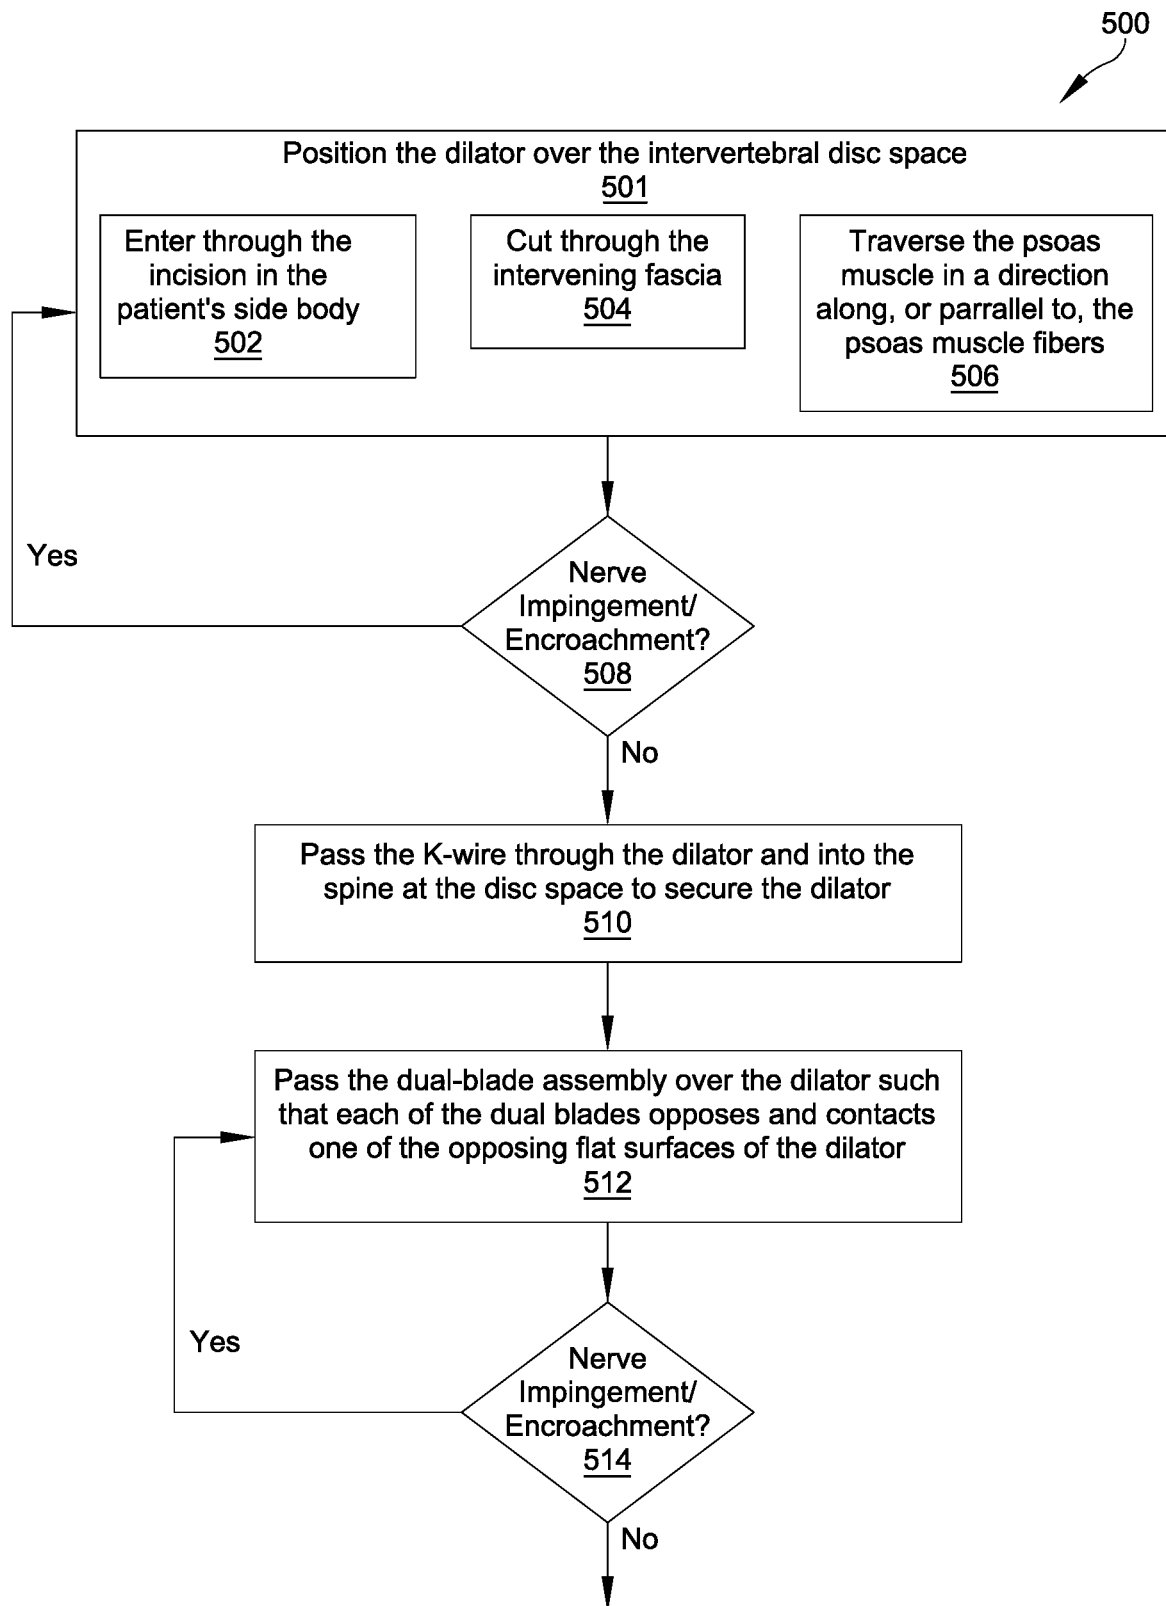 500
Position the dilator over the intervertebral disc space
501
Enter through the
incision in the
patient's side body
502
Cut through the
intervening fascia
504
Traverse the psoas
muscle in a direction
along, or parrallel to, the
psoas muscle fibers
506
Yes
Nerve
Impingement/
Encroachment?
508
No
Pass the K-wire through the dilator and into the
spine at the disc space to secure the dilator
510
Pass the dual-blade assembly over the dilator such
that each of the dual blades opposes and contacts
one of the opposing flat surfaces of the dilator
512
Yes
Nerve
Impingement/
Encroachment?
514
No